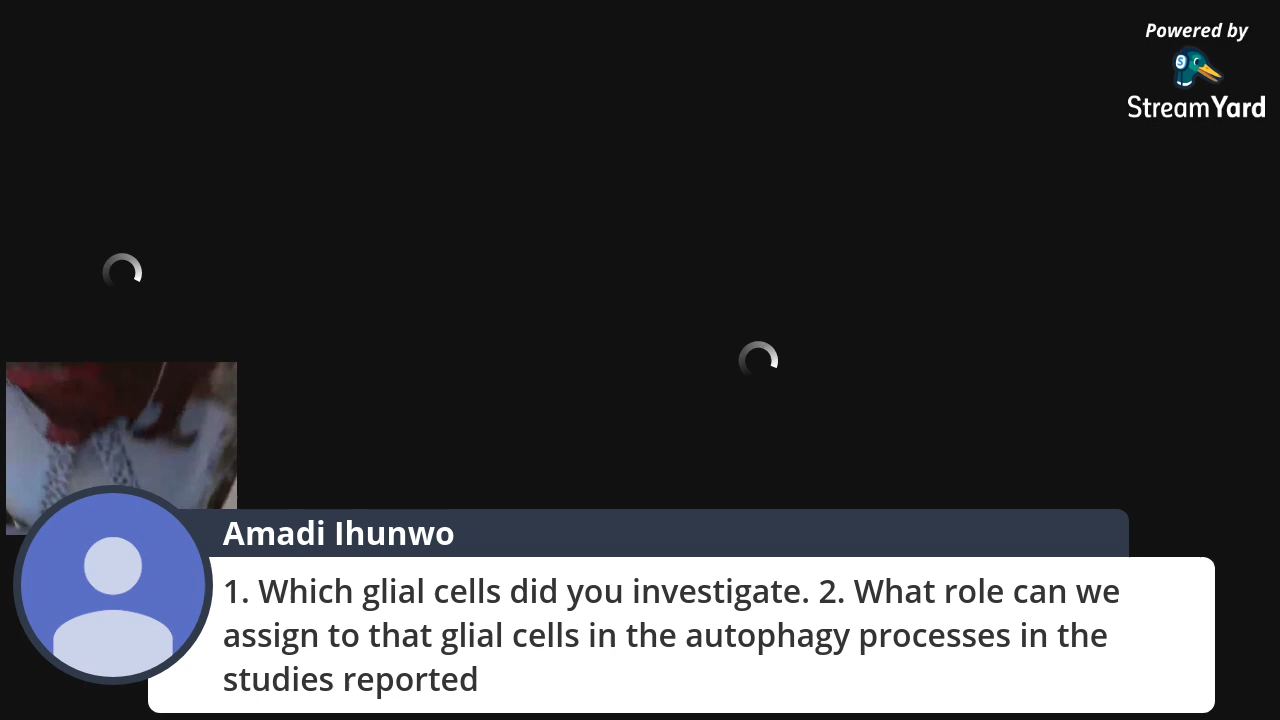 Powered by
StreamYard
Amadi Ihunwo
1. Which glial cells did you investigate. 2. What role can we
assign to that glial cells in the autophagy processes in the
studies reported